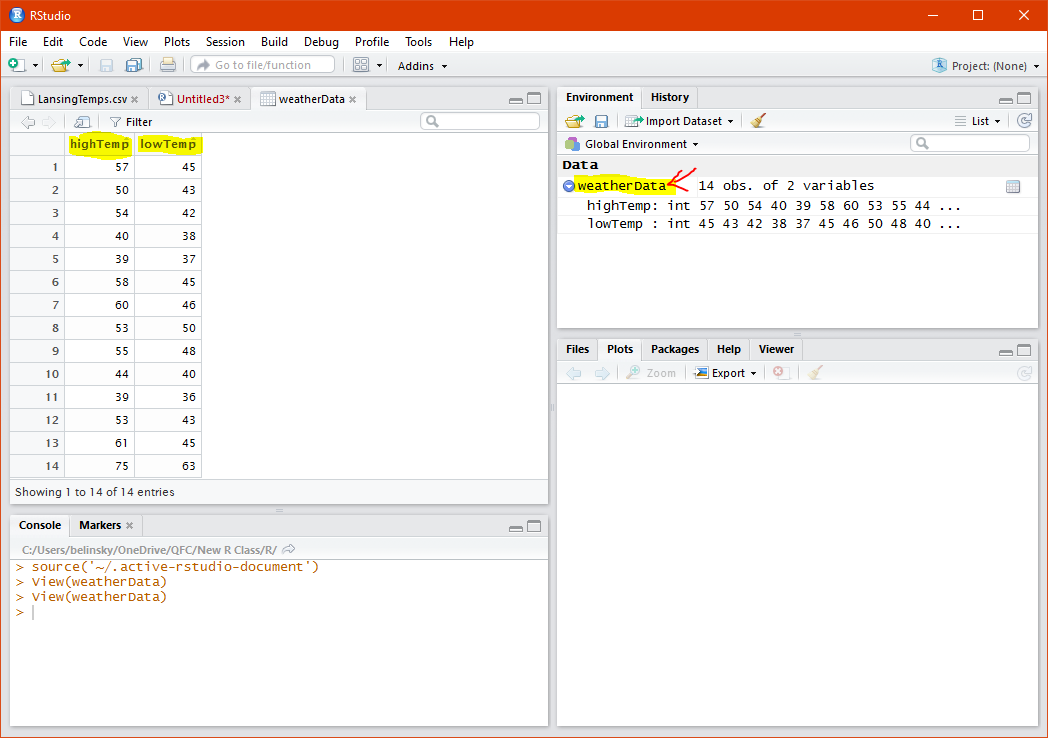 RStudio
File Edit Code View Plots Session Build Debug Profile Tools Help
Go to file/function Addins Project: (None)
LansingTemps.csv Untitled3* weatherData
Filter
highTemp lowTemp
1 57 45
2 50 43
3 54 42
4 40 38
5 39 37
6 58 45
7 60 46
8 53 50
9 55 48
10 44 40
11 39 36
12 53 43
13 61 45
14 75 63
Showing 1 to 14 of 14 entries
Console Markers
C:/Users/belinsky/OneDrive/QFC/New R Class/R/
> source('~/.active-rstudio-document')
> View(weatherData)
> View(weatherData)
>
Environment History
Import Dataset List
Global Environment
Data
weatherData 14 obs. of 2 variables
highTemp: int 57 50 54 40 39 58 60 53 55 44 ...
lowTemp : int 45 43 42 38 37 45 46 50 48 40 ...
Files Plots Packages Help Viewer
Zoom Export